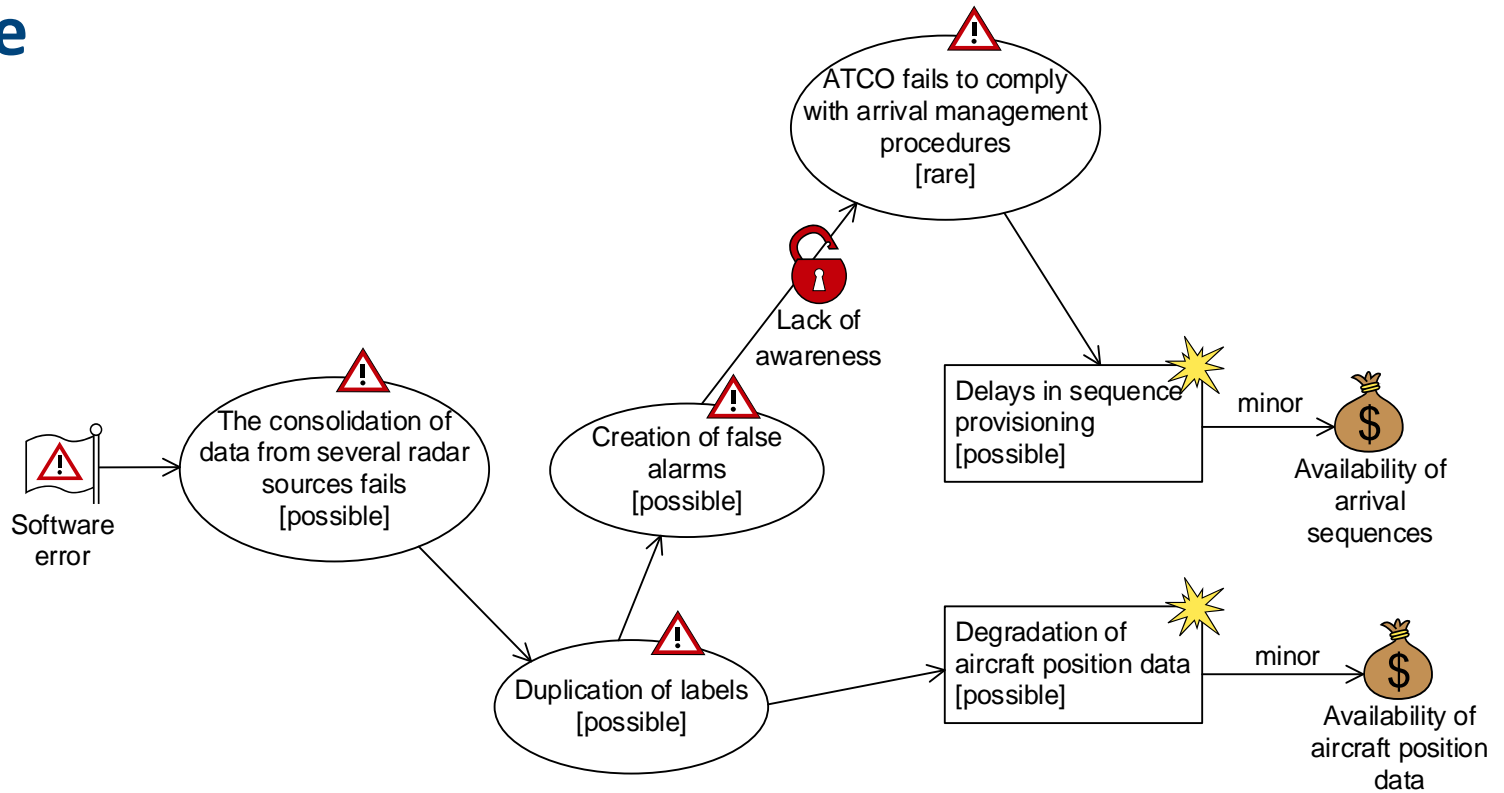 e
ATCO fails to comply
with arrival management
procedures
[rare]
Lack of
awareness
The consolidation of
data from several radar
sources fails
[possible]
Software
error
Creation of false
alarms
[possible]
Delays in sequence
provisioning
[possible]
minor
$
Availability of
arrival
sequences
Duplication of labels
[possible]
Degradation of
aircraft position data
[possible]
minor
$
Availability of
aircraft position
data